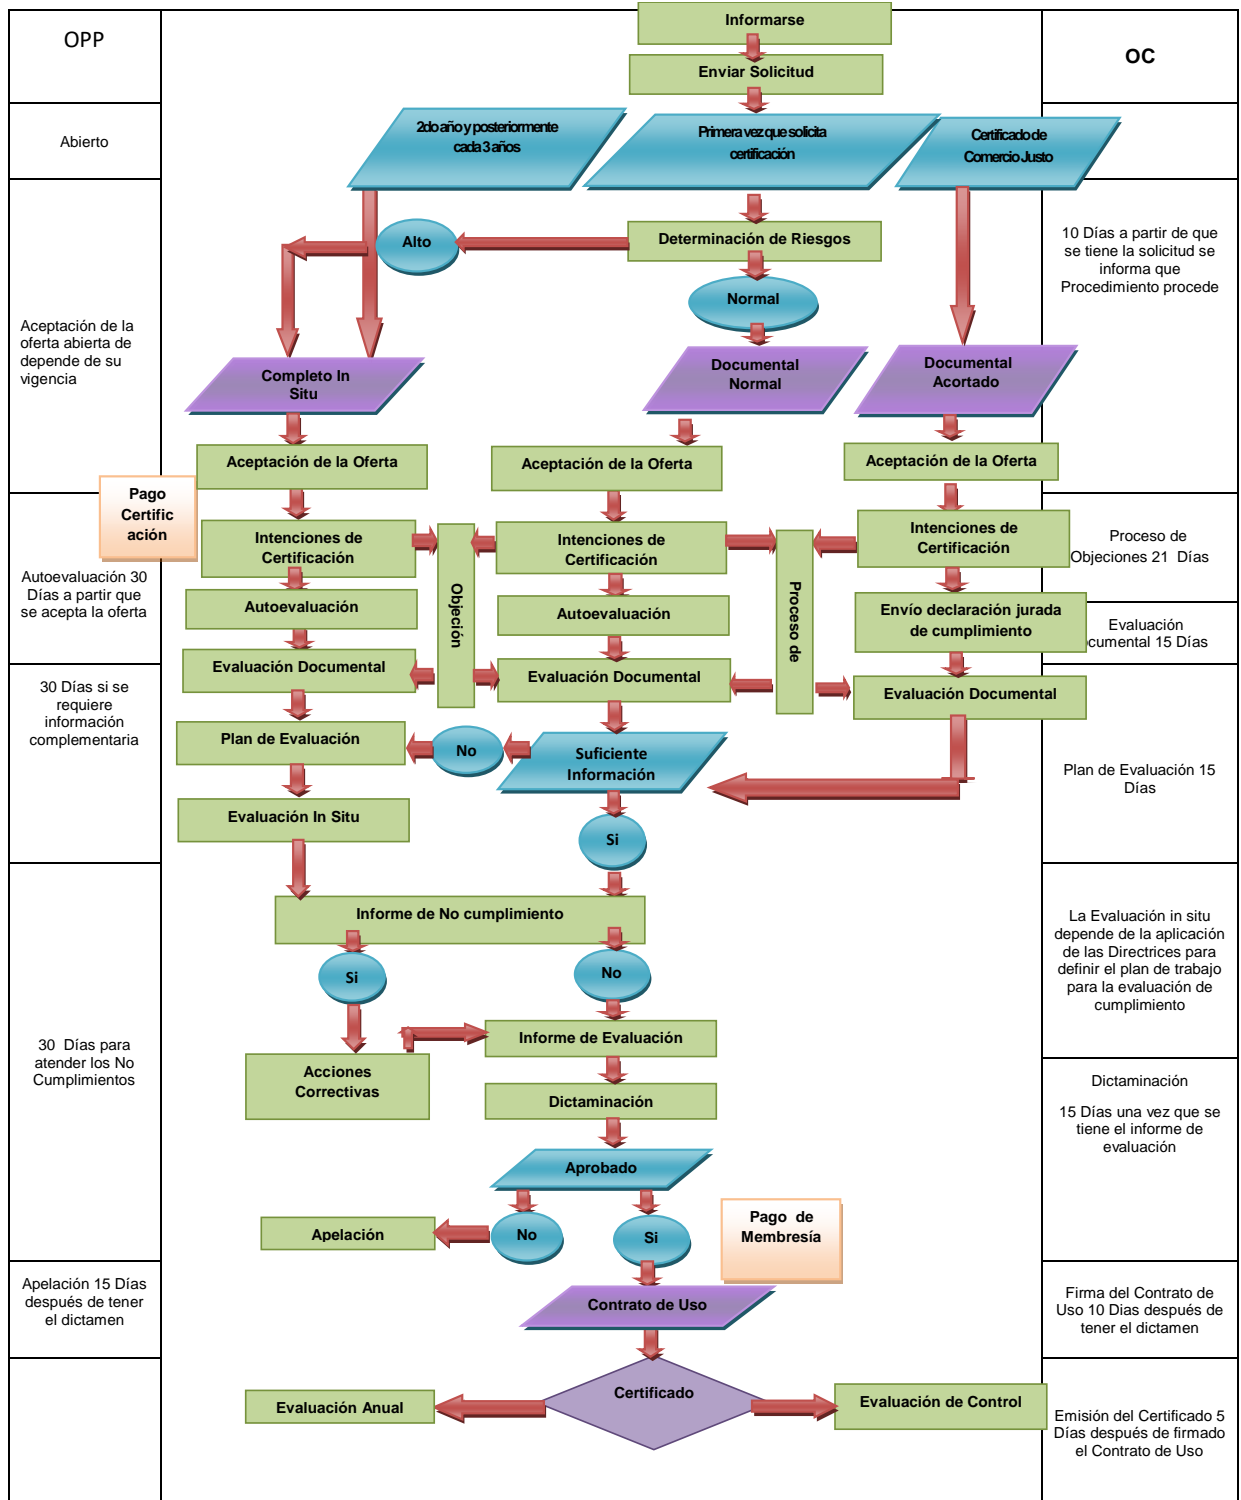 OPP
Informarse
OC
Enviar Solicitud
Abierto
2do año y posteriormente
cada 3 años
Primera vez que solicita
certificación
Certificado de
Comercio Justo
Alto
Determinación de Riesgos
Normal
10 Días a partir de que
se tiene la solicitud se
informa que
Procedimiento procede
Aceptación de la
oferta abierta de
depende de su
vigencia
Completo In
Situ
Documental
Normal
Documental
Acortado
Aceptación de la Oferta
Aceptación de la Oferta
Aceptación de la Oferta
Pago
Certific
ación
Intenciones de
Certificación
Intenciones de
Certificación
Intenciones de
Certificación
Objeción
Proceso de
Proceso de
Objeciones 21 Días
Autoevaluación 30
Días a partir que
se acepta la oferta
Autoevaluación
Autoevaluación
Envío declaración jurada
de cumplimiento
Evaluación
ocumental 15 Días
Evaluación Documental
Evaluación Documental
Evaluación Documental
30 Días si se
requiere
información
complementaria
Plan de Evaluación
No
Suficiente
Información
Plan de Evaluación 15
Días
Evaluación In Situ
Si
Informe de No cumplimiento
La Evaluación in situ
depende de la aplicación
de las Directrices para
definir el plan de trabajo
para la evaluación de
cumplimiento
Si
No
30 Días para
atender los No
Cumplimientos
Acciones
Correctivas
Informe de Evaluación
Dictaminación
Dictaminación
15 Días una vez que se
tiene el informe de
evaluación
Aprobado
Apelación
No
Si
Pago de
Membresía
Apelación 15 Días
después de tener
el dictamen
Contrato de Uso
Firma del Contrato de
Uso 10 Dias después de
tener el dictamen
Certificado
Evaluación Anual
Evaluación de Control
Emisión del Certificado 5
Días después de firmado
el Contrato de Uso